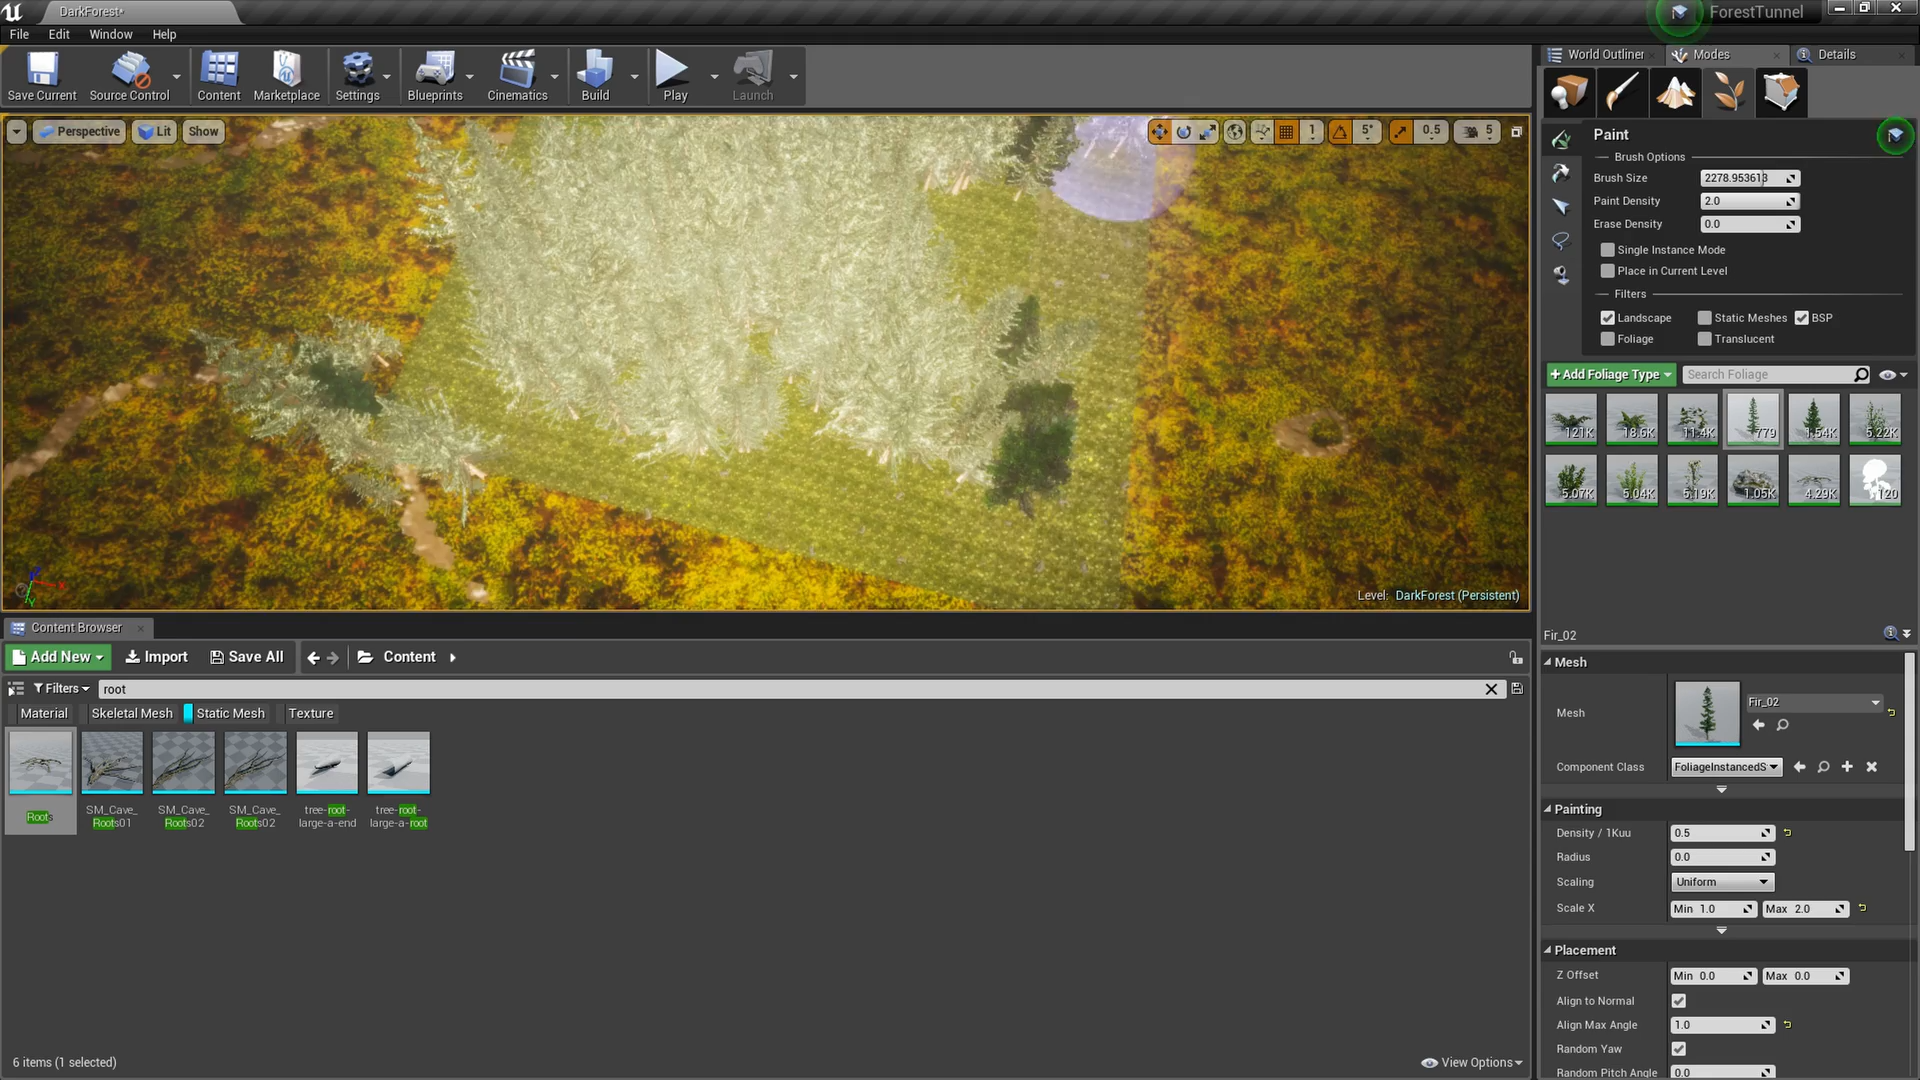 DarkForest*
ForestTunnel
File Edit Window Help
World Outliner Modes Details
Save Current Source Control Content Marketplace Settings Blueprints Cinematics Build Play Launch
Perspective Lit Show
1 5° 0.5 5
Paint
Brush Options
Brush Size 2278.953613
Paint Density 2.0
Erase Density 0.0
Single Instance Mode
Place in Current Level
Filters
Landscape Static Meshes BSP
Foliage Translucent
+Add Foliage Type Search Foliage
121K 18.6K 11.4K 779 1.54K 5.22K
5.07K 5.04K 5.19K 1.05K 4.29K 120
Level: DarkForest (Persistent)
Content Browser
Fir_02
Add New Import Save All Content
Filters root
Material Skeletal Mesh Static Mesh Texture
Roots
SM_Cave_
Roots01
SM_Cave_
Roots02
SM_Cave_
Roots02
tree-root-
large-a-end
tree-root-
large-a-root
6 items (1 selected)
View Options
Mesh
Mesh Fir_02
Component Class FoliageInstancedS
Painting
Density / 1Kuu 0.5
Radius 0.0
Scaling Uniform
Scale X Min 1.0 Max 2.0
Placement
Z Offset Min 0.0 Max 0.0
Align to Normal
Align Max Angle 1.0
Random Yaw
Random Pitch Angle 0.0